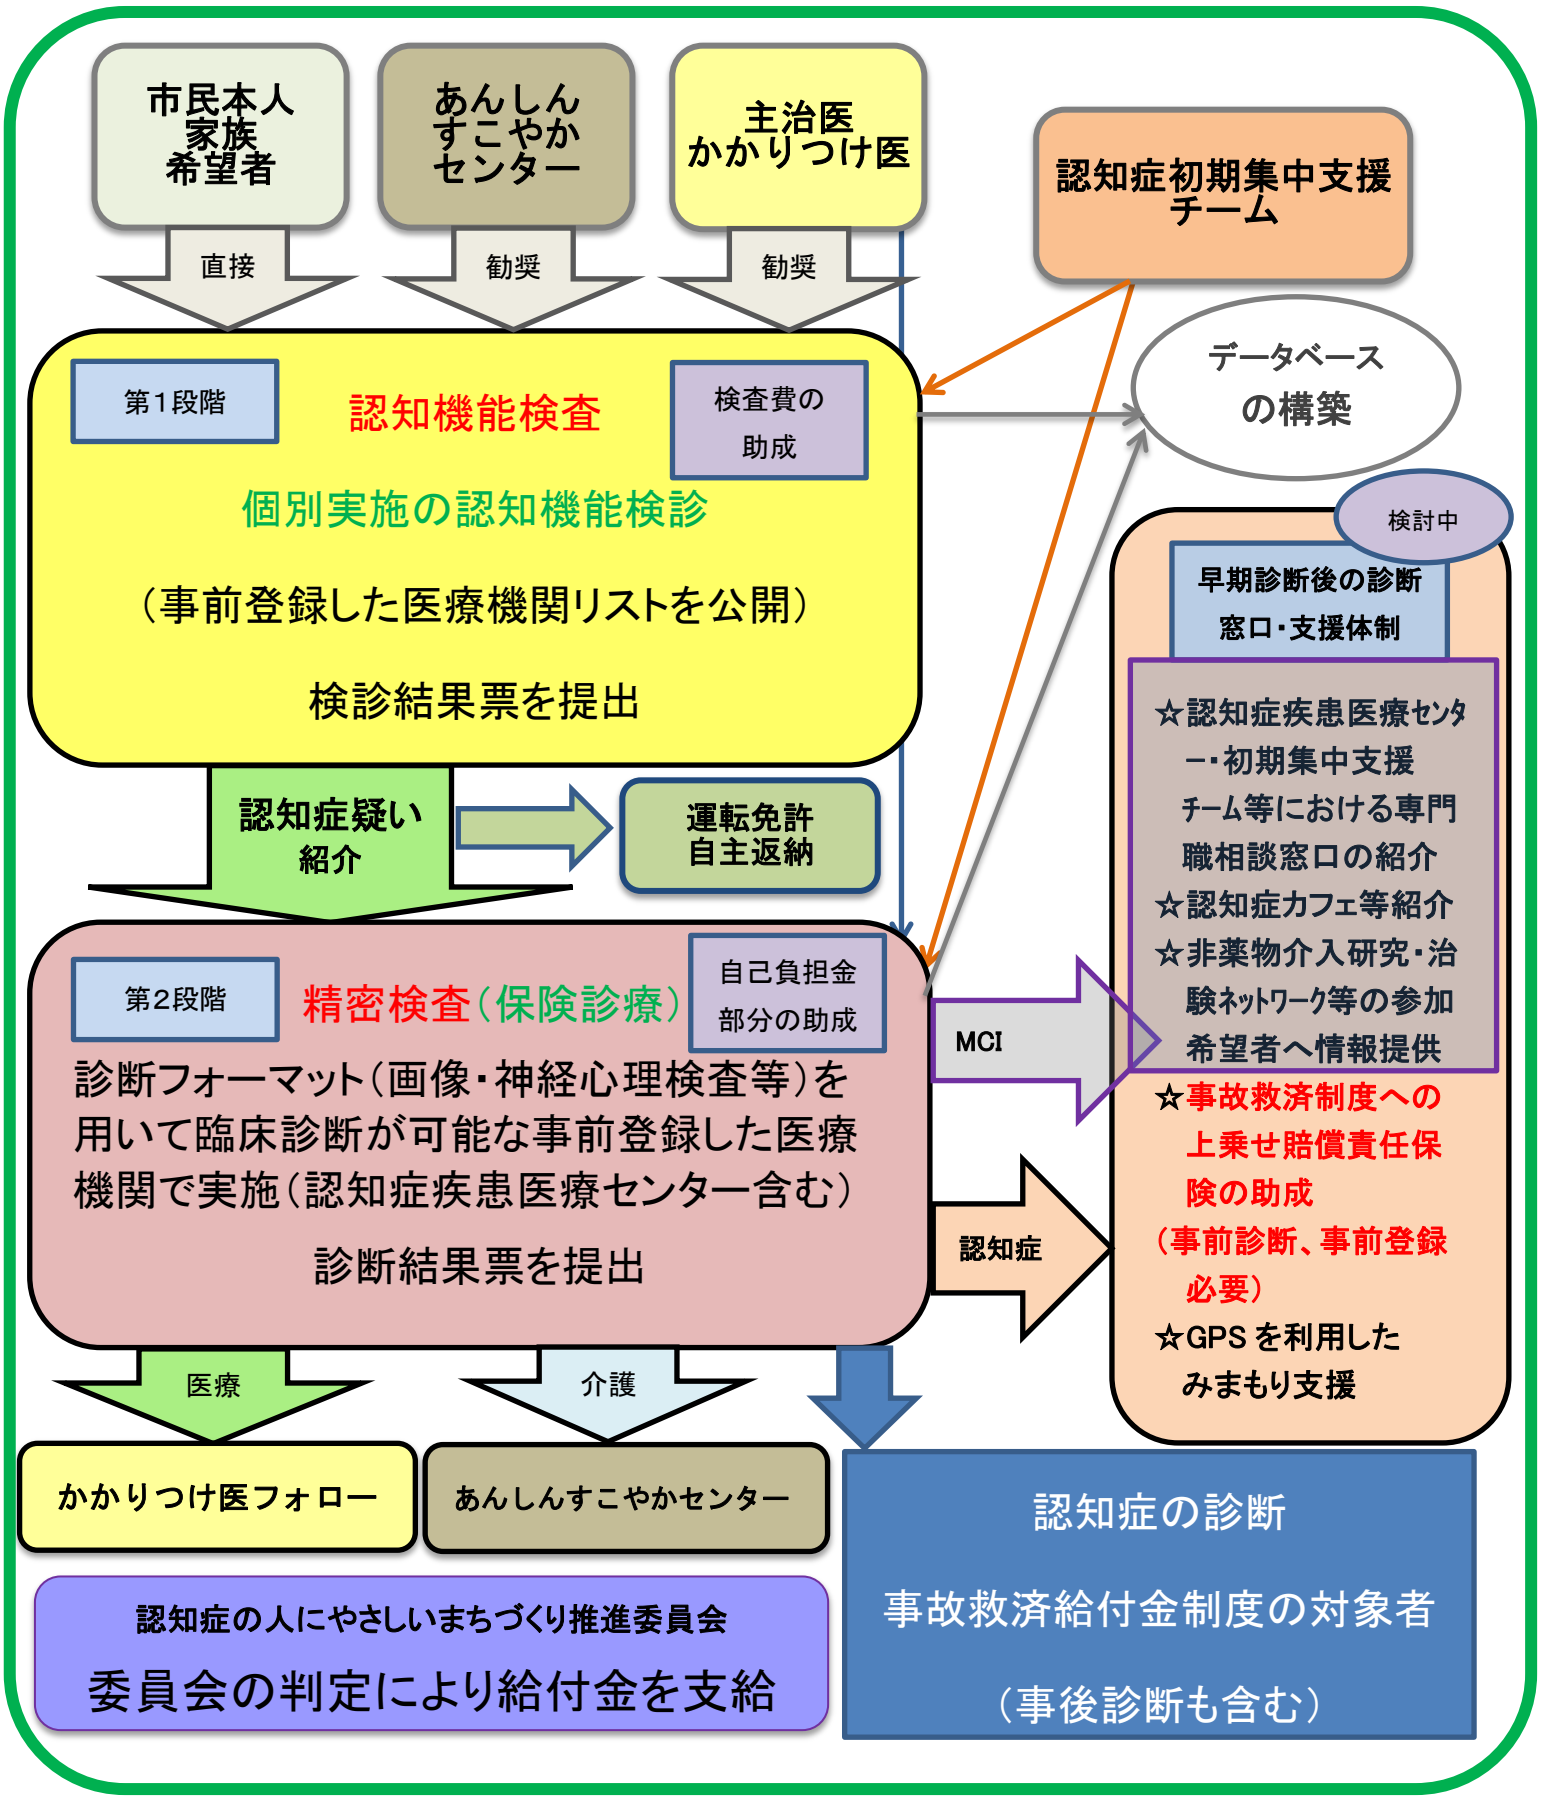 市民本人
家族
希望者
あんしん
すこやか
センター
主治医
かかりつけ医
認知症初期集中支援
チーム
直接
勧奨
勧奨
データベース
の構築
第1段階
認知機能検査
検査費の
助成
個別実施の認知機能検診
（事前登録した医療機関リストを公開）
検診結果票を提出
検討中
早期診断後の診断
窓口・支援体制
☆認知症疾患医療ｾﾝﾀ
ｰ・初期集中支援
ﾁｰﾑ等における専門
職相談窓口の紹介
☆認知症カフェ等紹介
☆非薬物介入研究・治
験ﾈｯﾄﾜｰｸ等の参加
希望者へ情報提供
☆事故救済制度への
上乗せ賠償責任保
険の助成
（事前診断、事前登録
必要）
☆GPSを利用した
みまもり支援
認知症疑い
紹介
運転免許
自主返納
第2段階
精密検査（保険診療）
自己負担金
部分の助成
診断フォーマット（画像・神経心理検査等）を
用いて臨床診断が可能な事前登録した医療
機関で実施（認知症疾患医療センター含む）
診断結果票を提出
MCI
認知症
医療
介護
かかりつけ医フォロー
あんしんすこやかセンター
認知症の診断
事故救済給付金制度の対象者
（事後診断も含む）
認知症の人にやさしいまちづくり推進委員会
委員会の判定により給付金を支給